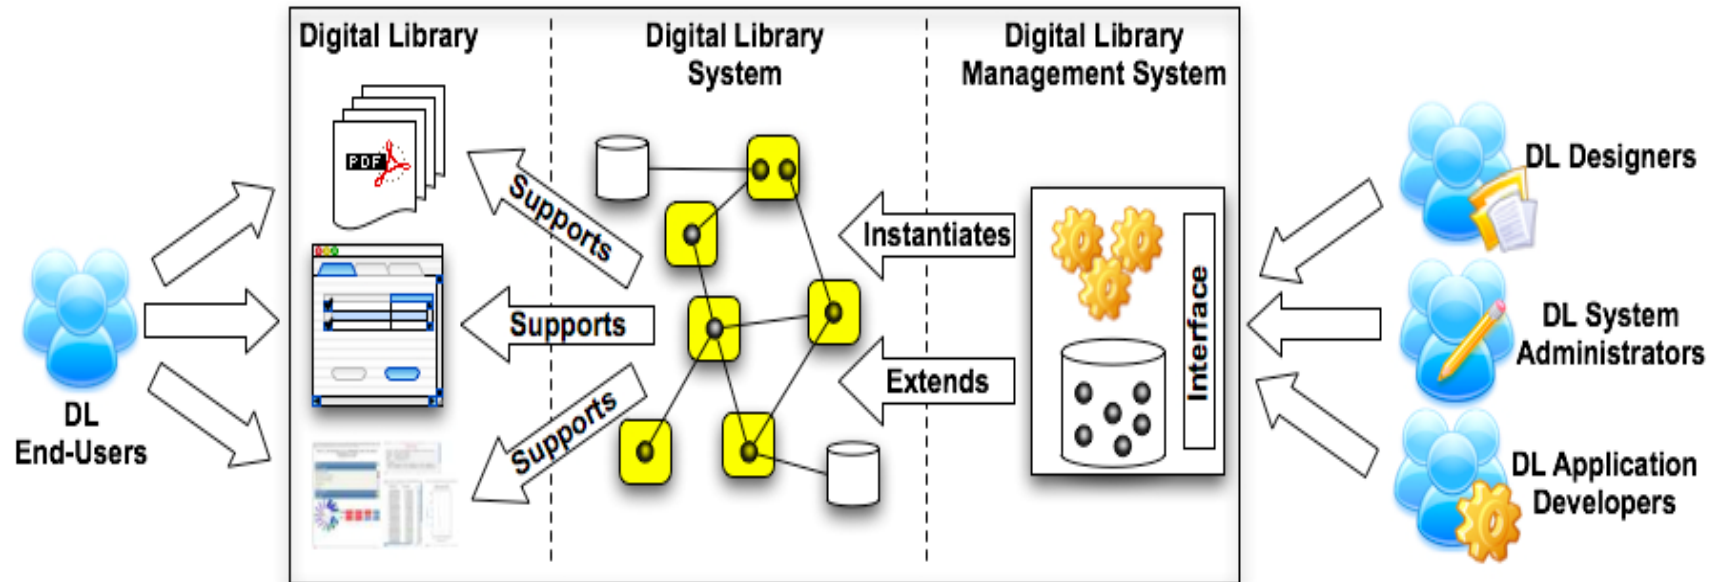 Digital Library
Digital Library
System
Digital Library
Management System
PDF
Supports
Supports
Supports
Instantiates
Extends
Interface
DL
End-Users
DL Designers
DL System
Administrators
DL Application
Developers